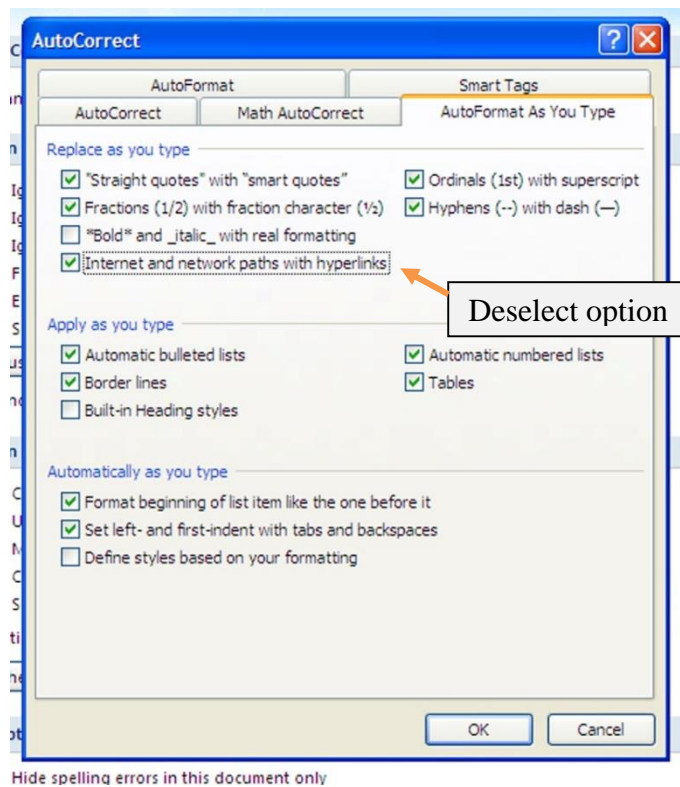 AutoCorrect
AutoFormat Smart Tags
AutoCorrect Math AutoCorrect AutoFormat As You Type
Replace as you type
"Straight quotes" with “smart quotes”
Ordinals (1st) with superscript
Fractions (1/2) with fraction character (½)
Hyphens (--) with dash (—)
*Bold* and _italic_ with real formatting
Internet and network paths with hyperlinks
Deselect option
Apply as you type
Automatic bulleted lists
Automatic numbered lists
Border lines
Tables
Built-in Heading styles
Automatically as you type
Format beginning of list item like the one before it
Set left- and first-indent with tabs and backspaces
Define styles based on your formatting
OK Cancel
Hide spelling errors in this document only